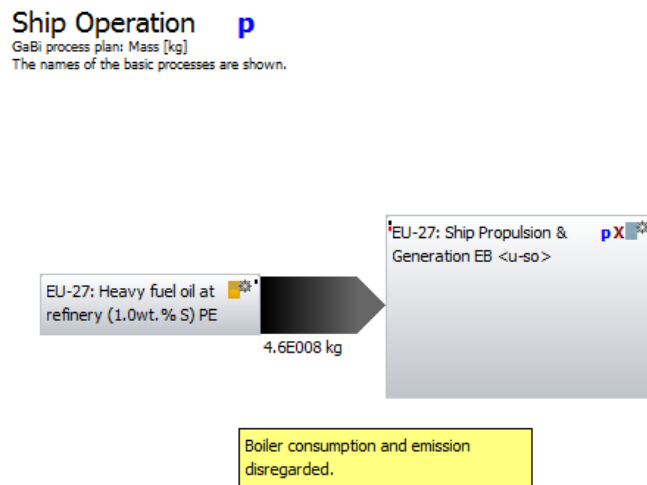 Ship Operation p
GaBi process plan: Mass [kg]
The names of the basic processes are shown.
EU-27: Ship Propulsion & pX
Generation EB <u-so>
EU-27: Heavy fuel oil at
refinery (1.0wt.% S) PE
4.6E008 kg
Boiler consumption and emission
disregarded.